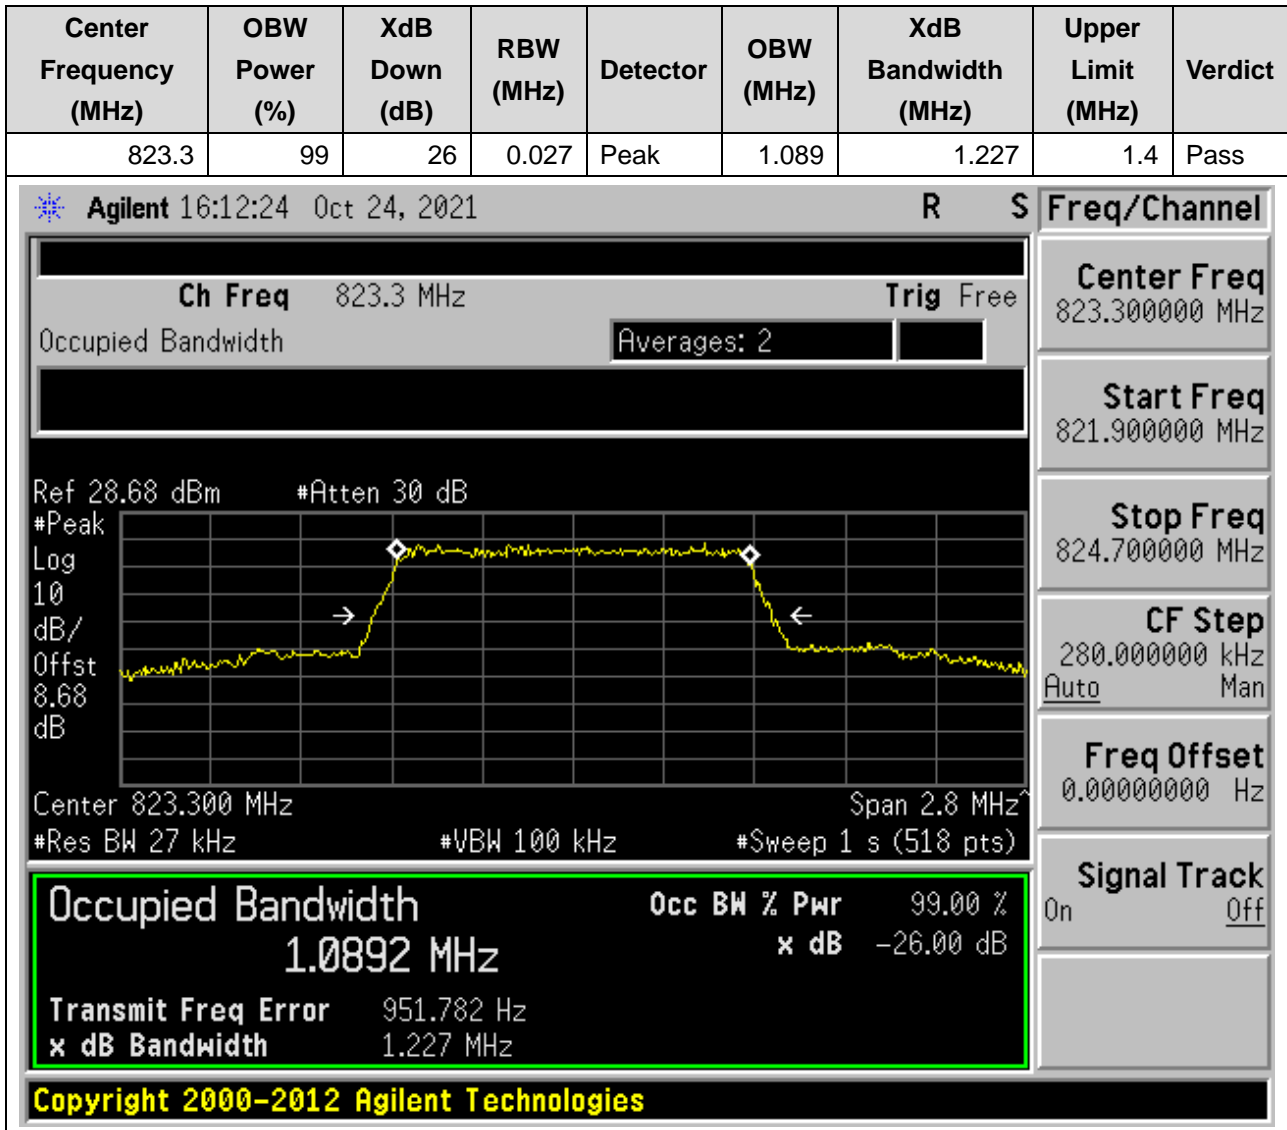 Center Frequency (MHz) OBW Power (%) XdB Down (dB) RBW (MHz) Detector OBW (MHz) XdB Bandwidth (MHz) Upper Limit (MHz) Verdict
823.3 99 26 0.027 Peak 1.089 1.227 1.4 Pass
Agilent 16:12:24 Oct 24, 2021 R S
Freq/Channel
Ch Freq 823.3 MHz Trig Free
Occupied Bandwidth Averages: 2
Ref 28.68 dBm #Atten 30 dB
#Peak
Log
10
dB/
Offst
8.68
dB
Center 823.300 MHz Span 2.8 MHz^
#Res BW 27 kHz #VBW 100 kHz #Sweep 1 s (518 pts)
Occupied Bandwidth Occ BW % Pwr 99.00 %
1.0892 MHz x dB -26.00 dB
Transmit Freq Error 951.782 Hz
x dB Bandwidth 1.227 MHz
Center Freq
823.300000 MHz
Start Freq
821.900000 MHz
Stop Freq
824.700000 MHz
CF Step
280.000000 kHz
Auto Man
Freq Offset
0.00000000 Hz
Signal Track
On Off
Copyright 2000-2012 Agilent Technologies